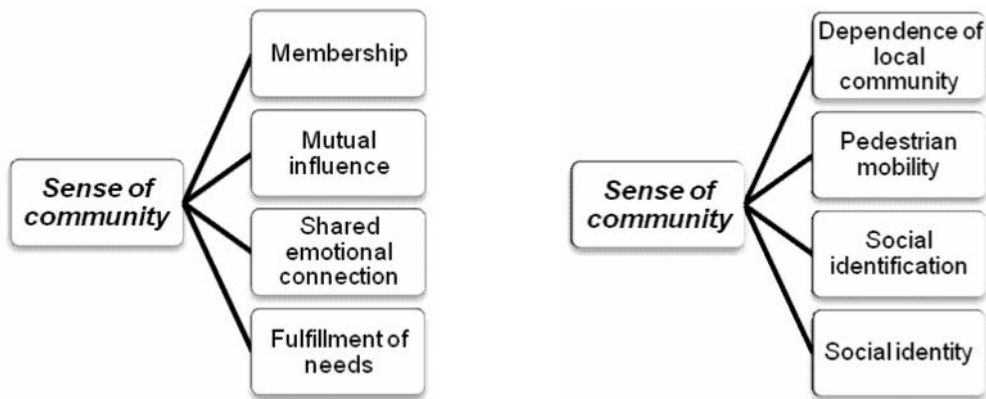 Sense of
community
Membership
Mutual
influence
Shared
emotional
connection
Fulfillment of
needs
Sense of
community
Dependence of
local
community
Pedestrian
mobility
Social
identification
Social identity